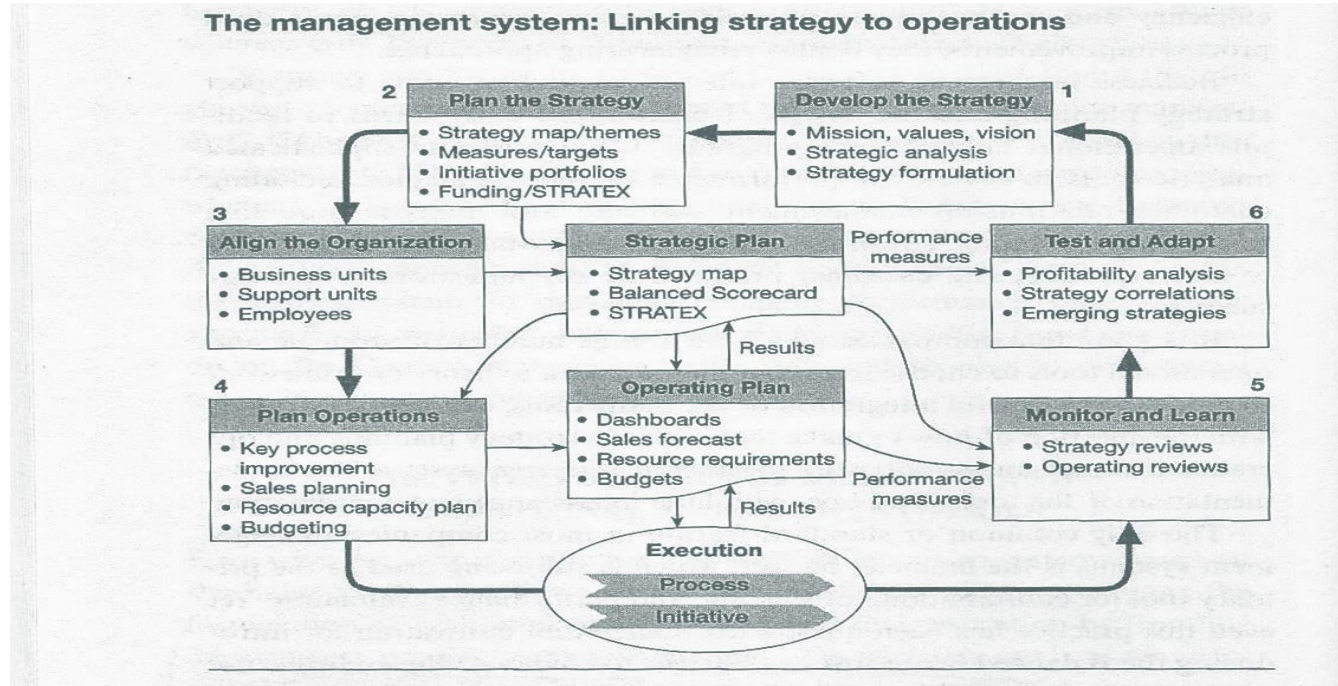 The management system: Linking strategy to operations
2
Plan the Strategy
• Strategy map/themes
• Measures/targets
• Initiative porolios
• Funding/STRATEX
1
Develop the Strategy
• Mission, values, vision
• Strategic analysis
• Strategy formulation
3
Align the Organization
• Business units
• Support units
• Employees
Strategic Plan
• Strategy map
• Balanced Scorecard
• STRATEX
Performance
measures
6
Test and Adapt
• Profitability analysis
• Strategy correlations
• Emerging strategies
Results
4
Plan Operations
• Key process
improvement
• Sales planning
• Resource capacity plan
• Budgeting
Operating Plan
• Dashboards
• Sales forecast
• Resource requirements
• Budgets
Performance
measures
5
Monitor and Learn
• Strategy reviews
• Operating reviews
Results
Execution
Process
Initiative